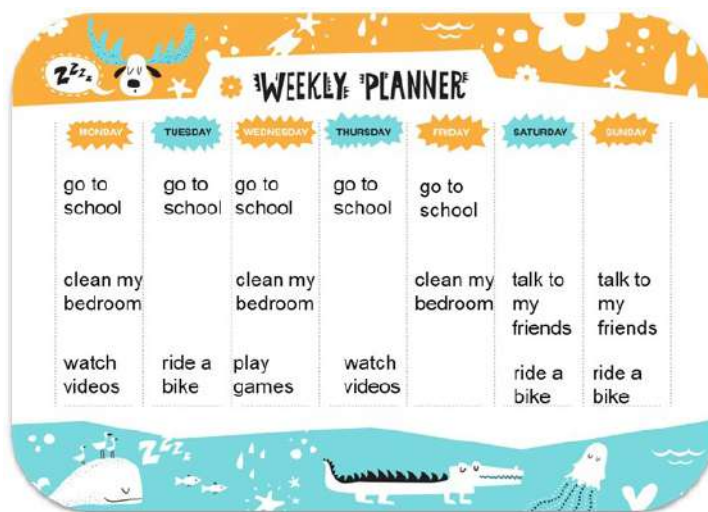 ZZZZ
WEEKLY PLANNER
MONDAY TUESDAY WEDNESDAY THURSDAY FRIDAY SATURDAY SUNDAY
go to go to go to go to go to
school school school school school
clean my clean my clean my talk to talk to
bedroom bedroom bedroom my my
friends friends
watch ride a play watch ride a ride a
videos bike games videos bike bike
ZZZZ